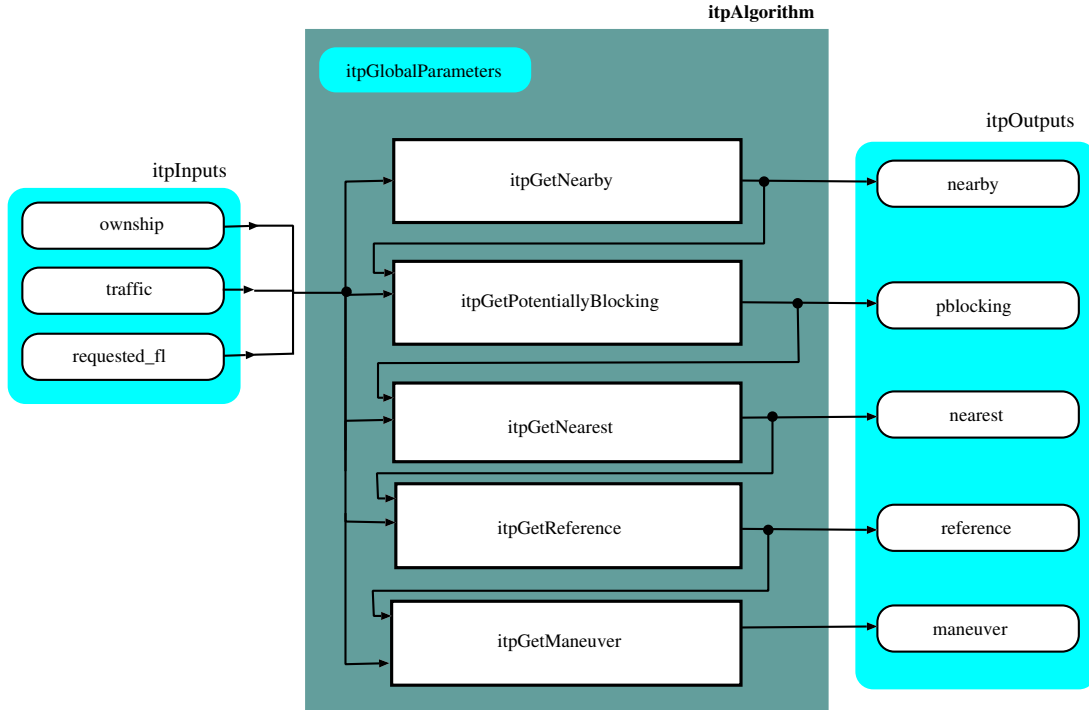 itpAlgorithm
itpGlobalParameters
itpInputs
ownship
traffic
requested_fl
itpGetNearby
itpGetPotentiallyBlocking
itpGetNearest
itpGetReference
itpGetManeuver
itpOutputs
nearby
pblocking
nearest
reference
maneuver